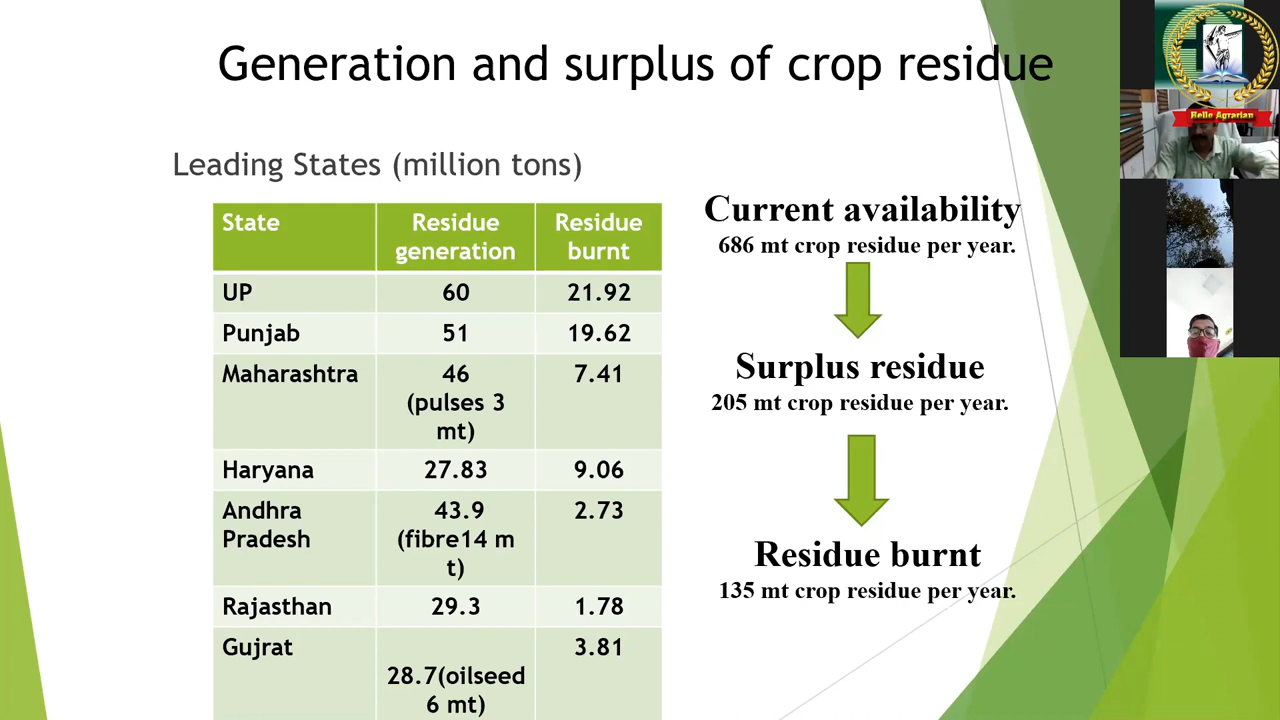 Generation and surplus of crop residue
Leading States (million tons)
State Residue generation Residue burnt
UP 60 21.92
Punjab 51 19.62
Maharashtra 46 (pulses 3 mt) 7.41
Haryana 27.83 9.06
Andhra Pradesh 43.9 (fibre14 m t) 2.73
Rajasthan 29.3 1.78
Gujrat 28.7(oilseed 6 mt) 3.81
Current availability
686 mt crop residue per year.
Surplus residue
205 mt crop residue per year.
Residue burnt
135 mt crop residue per year.
Hello Agrarian